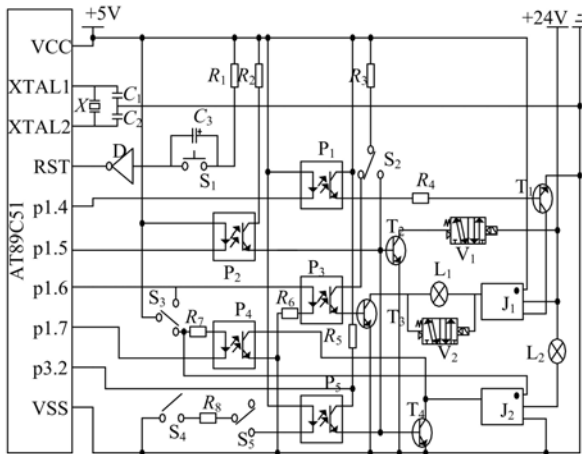 +5V
+24V
VCC
XTAL1
XTAL2
RST
p1.4
p1.5
p1.6
p1.7
p3.2
VSS
AT89C51
X
C₁
C₂
C₃
D
S₁
R₁
R₂
R₃
P₁
S₂
R₄
T₁
P₂
T₂
V₁
S₃
P₃
R₆
L₁
T₃
J₁
R₇
P₄
R₅
V₂
L₂
P₅
S₄
R₈
S₅
T₄
J₂